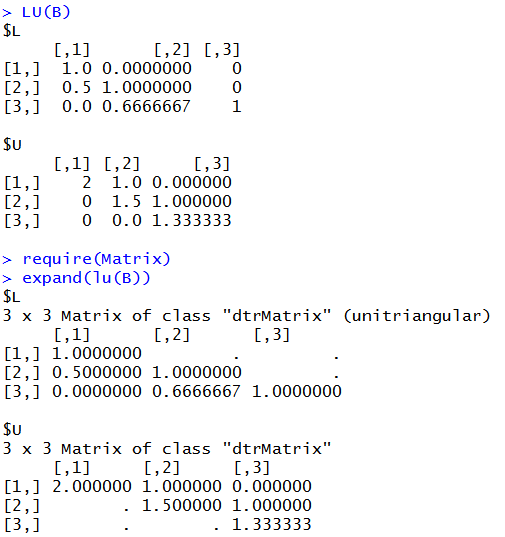 > LU(B)
$L
     [,1]      [,2] [,3]
[1,]  1.0 0.0000000    0
[2,]  0.5 1.0000000    0
[3,]  0.0 0.6666667    1

$U
     [,1] [,2]     [,3]
[1,]    2  1.0 0.000000
[2,]    0  1.5 1.000000
[3,]    0  0.0 1.333333

> require(Matrix)
> expand(lu(B))
$L
3 x 3 Matrix of class "dtrMatrix" (unitriangular)
     [,1]      [,2]      [,3]
[1,] 1.0000000         .         .
[2,] 0.5000000 1.0000000         .
[3,] 0.0000000 0.6666667 1.0000000

$U
3 x 3 Matrix of class "dtrMatrix"
     [,1]     [,2]     [,3]
[1,] 2.000000 1.000000 0.000000
[2,]        . 1.500000 1.000000
[3,]        .        . 1.333333